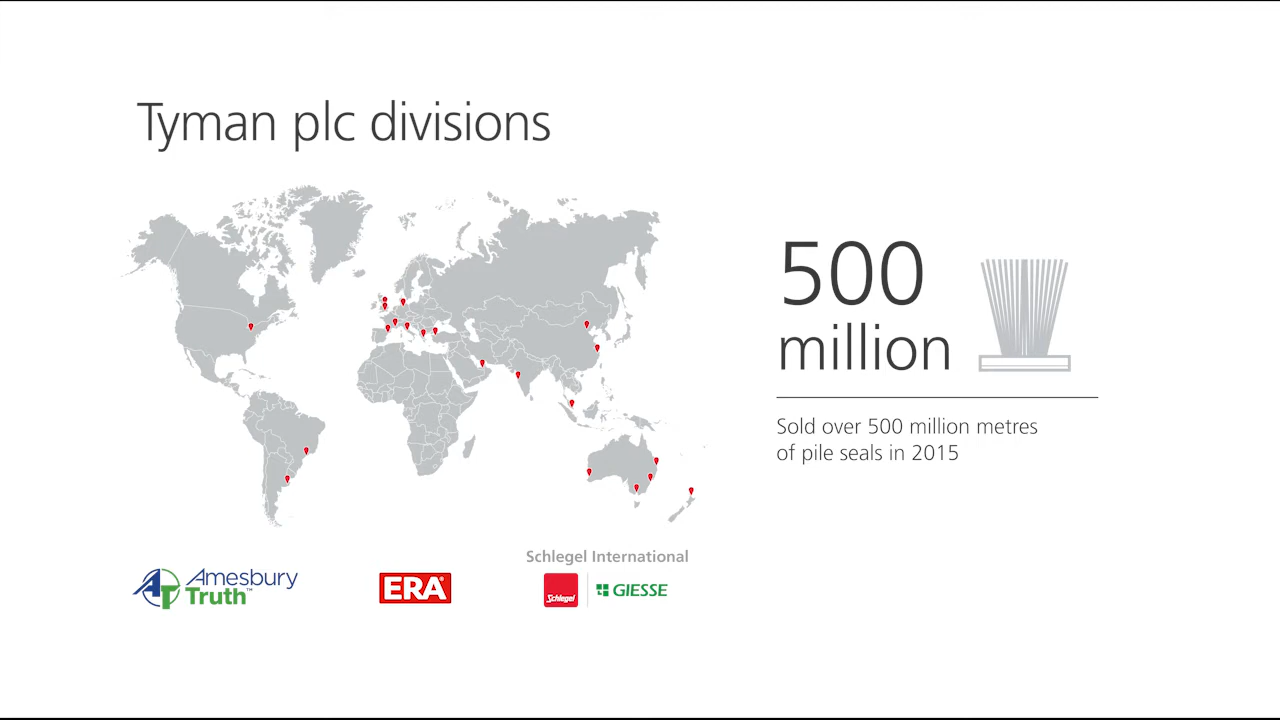 Tyman plc divisions
500
million
Sold over 500 million metres
of pile seals in 2015
Schlegel International
Amesbury
Truth™
ERA
Schlegel
GIESSE